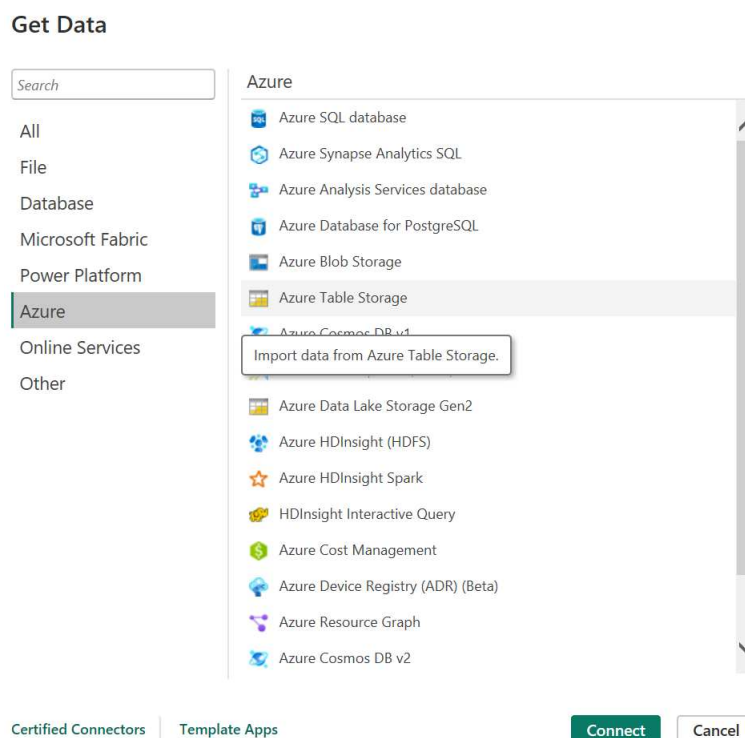 Get Data
Search
All
File
Database
Microsoft Fabric
Power Platform
Azure
Online Services
Other
Azure
Azure SQL database
Azure Synapse Analytics SQL
Azure Analysis Services database
Azure Database for PostgreSQL
Azure Blob Storage
Azure Table Storage
Azure Cosmos DB v1
Import data from Azure Table Storage.
Azure Data Lake Storage Gen2
Azure HDInsight (HDFS)
Azure HDInsight Spark
HDInsight Interactive Query
Azure Cost Management
Azure Device Registry (ADR) (Beta)
Azure Resource Graph
Azure Cosmos DB v2
Certified Connectors
Template Apps
Connect
Cancel